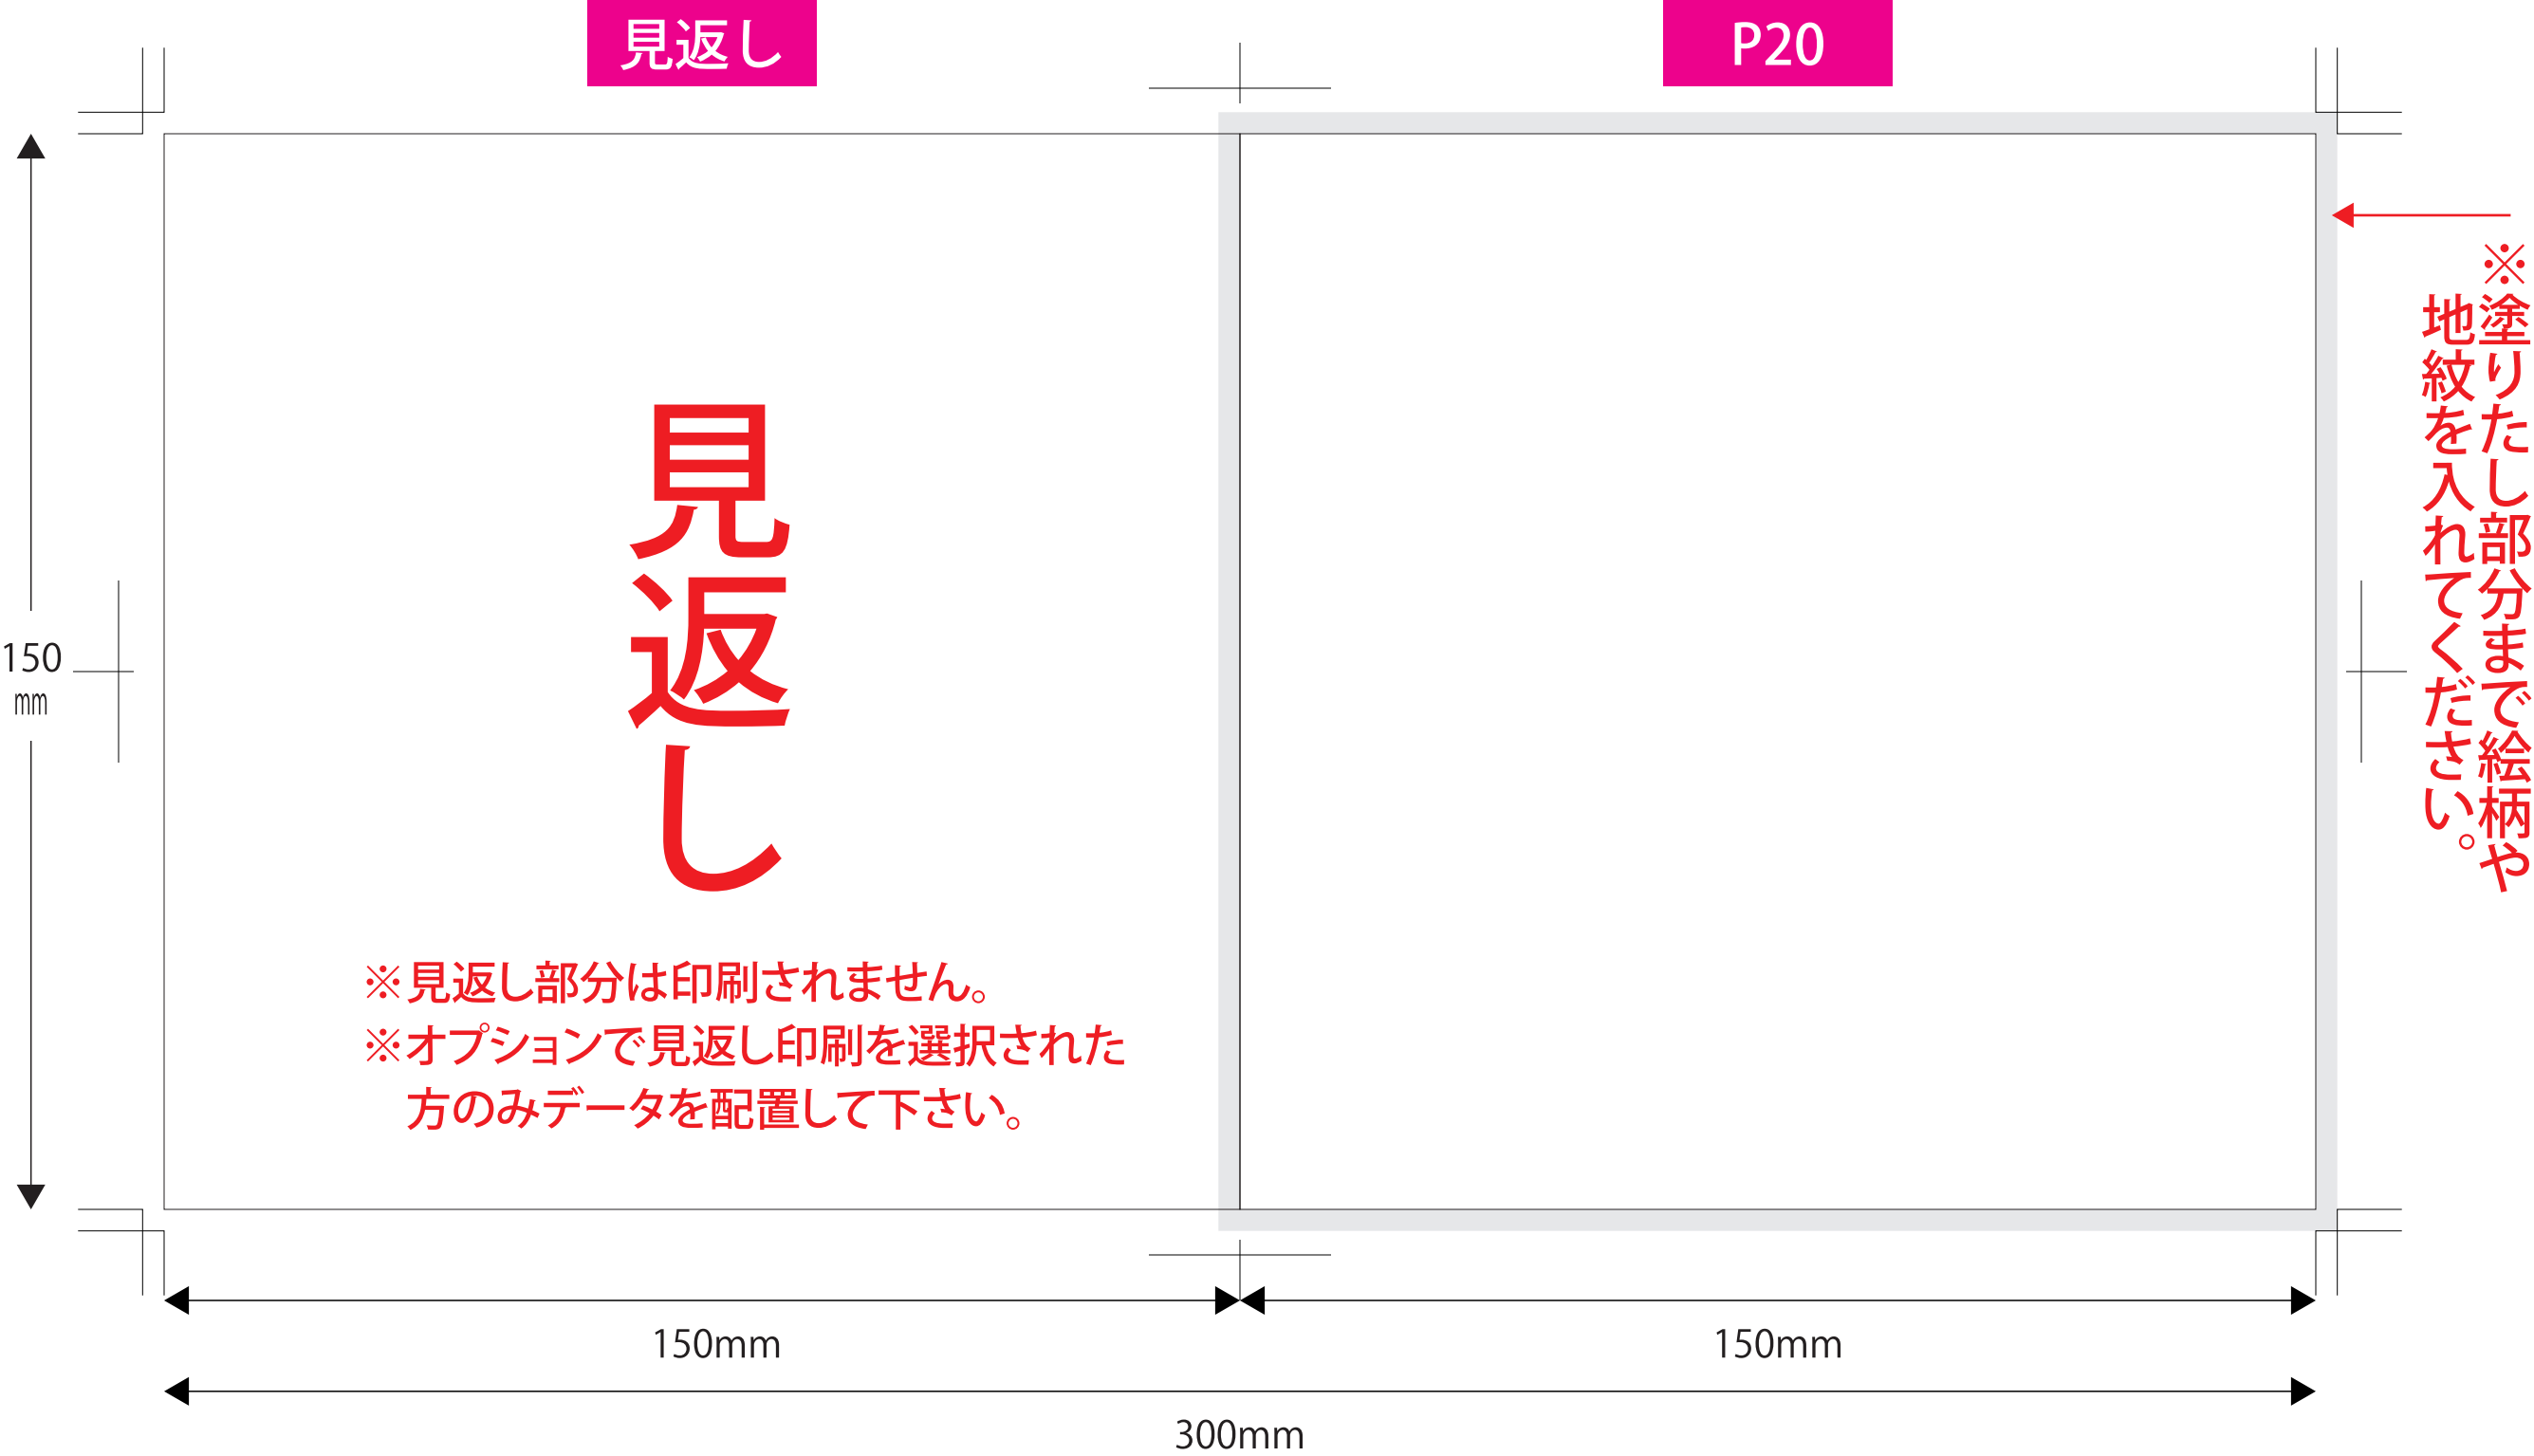 見返し
P20
※塗りたし部分まで絵柄や
地紋を入れてください。
見返し
150
mm
※見返し部分は印刷されません。
※オプションで見返し印刷を選択された
方のみデータを配置して下さい。
150mm
150mm
300mm